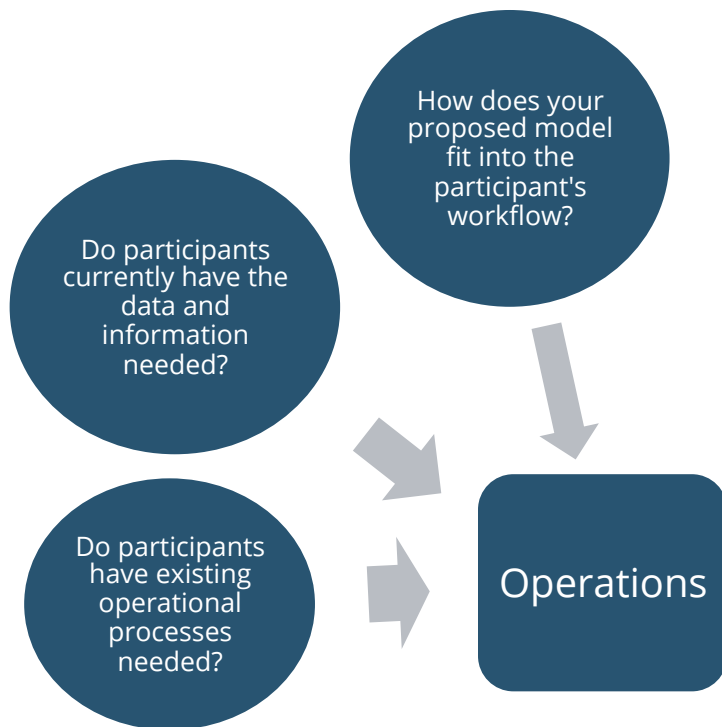 How does your
proposed model
fit into the
participant's
workflow?
Do participants
currently have the
data and
information
needed?
Do participants
have existing
operational
processes
needed?
Operations